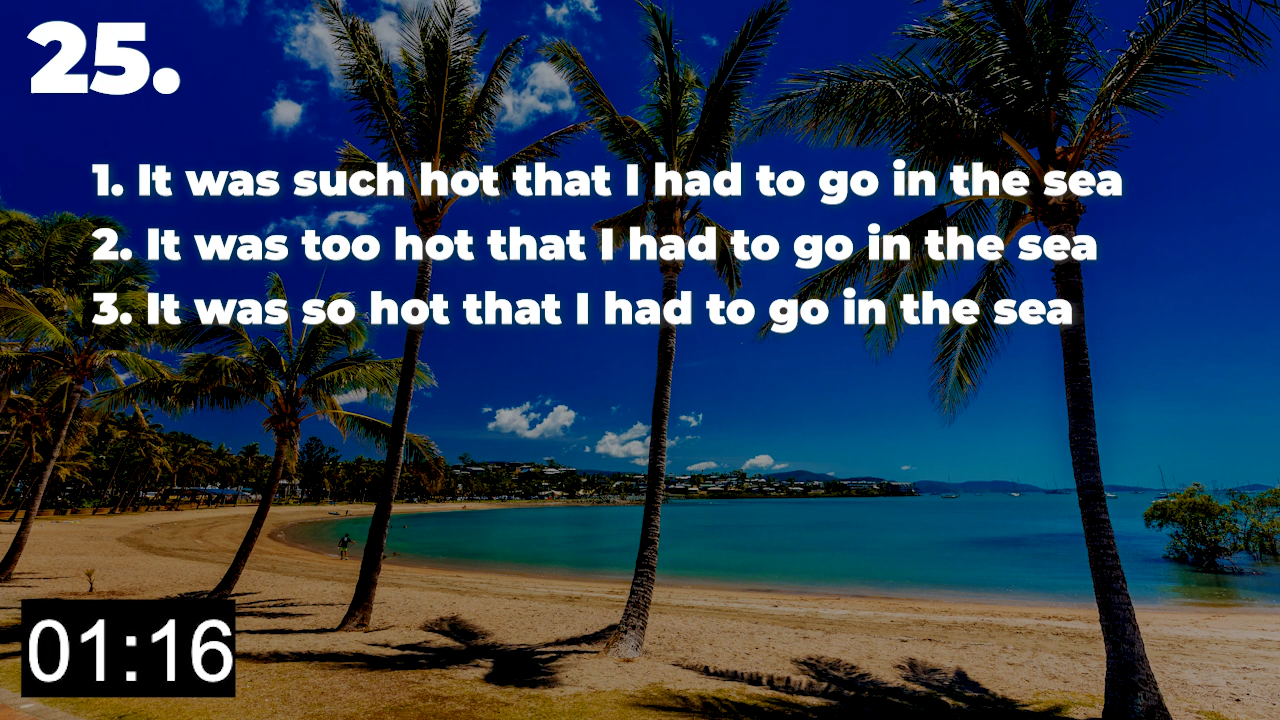 25.
1. It was such hot that I had to go in the sea
2. It was too hot that I had to go in the sea
3. It was so hot that I had to go in the sea
01:16